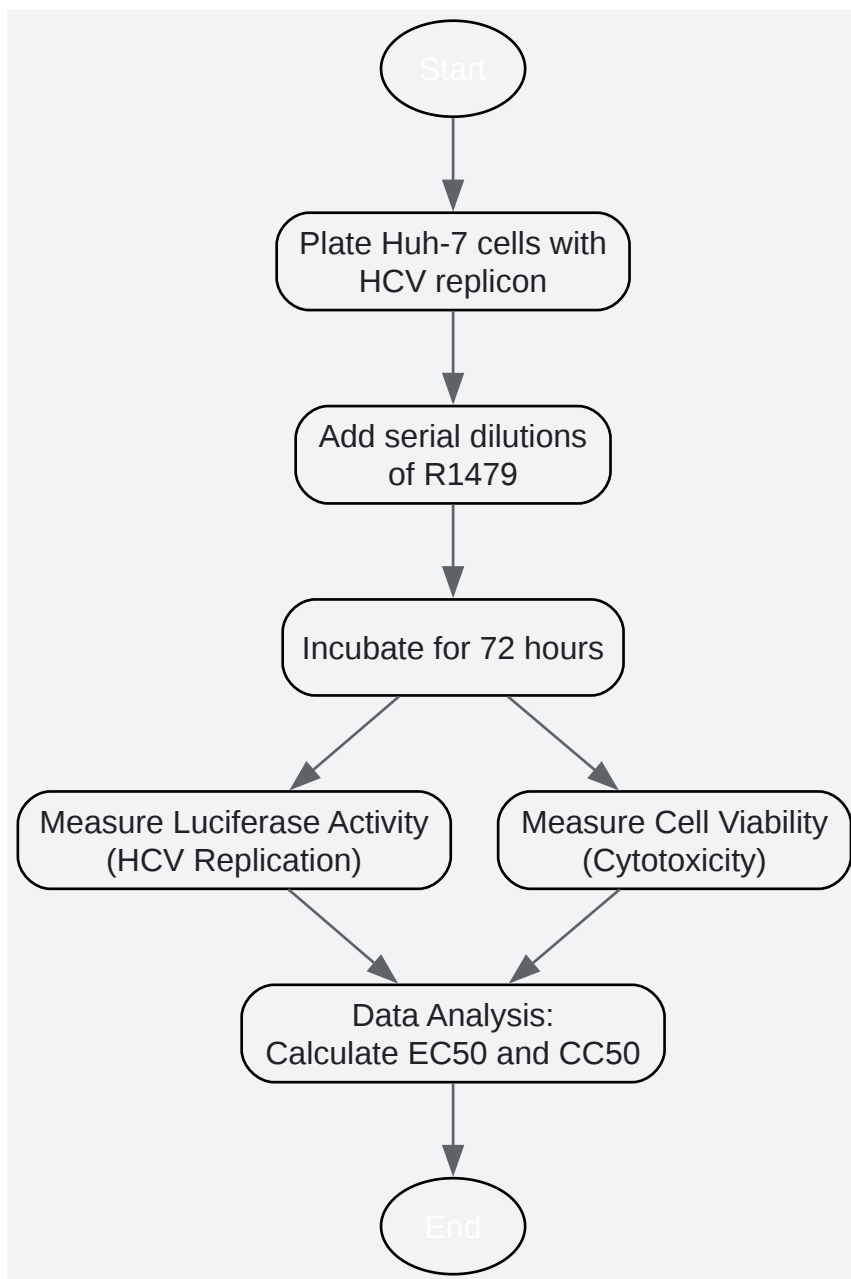 Start
Plate Huh-7 cells with
HCV replicon
Add serial dilutions
of R1479
Incubate for 72 hours
Measure Luciferase Activity
(HCV Replication)
Measure Cell Viability
(Cytotoxicity)
Data Analysis:
Calculate EC50 and CC50
End